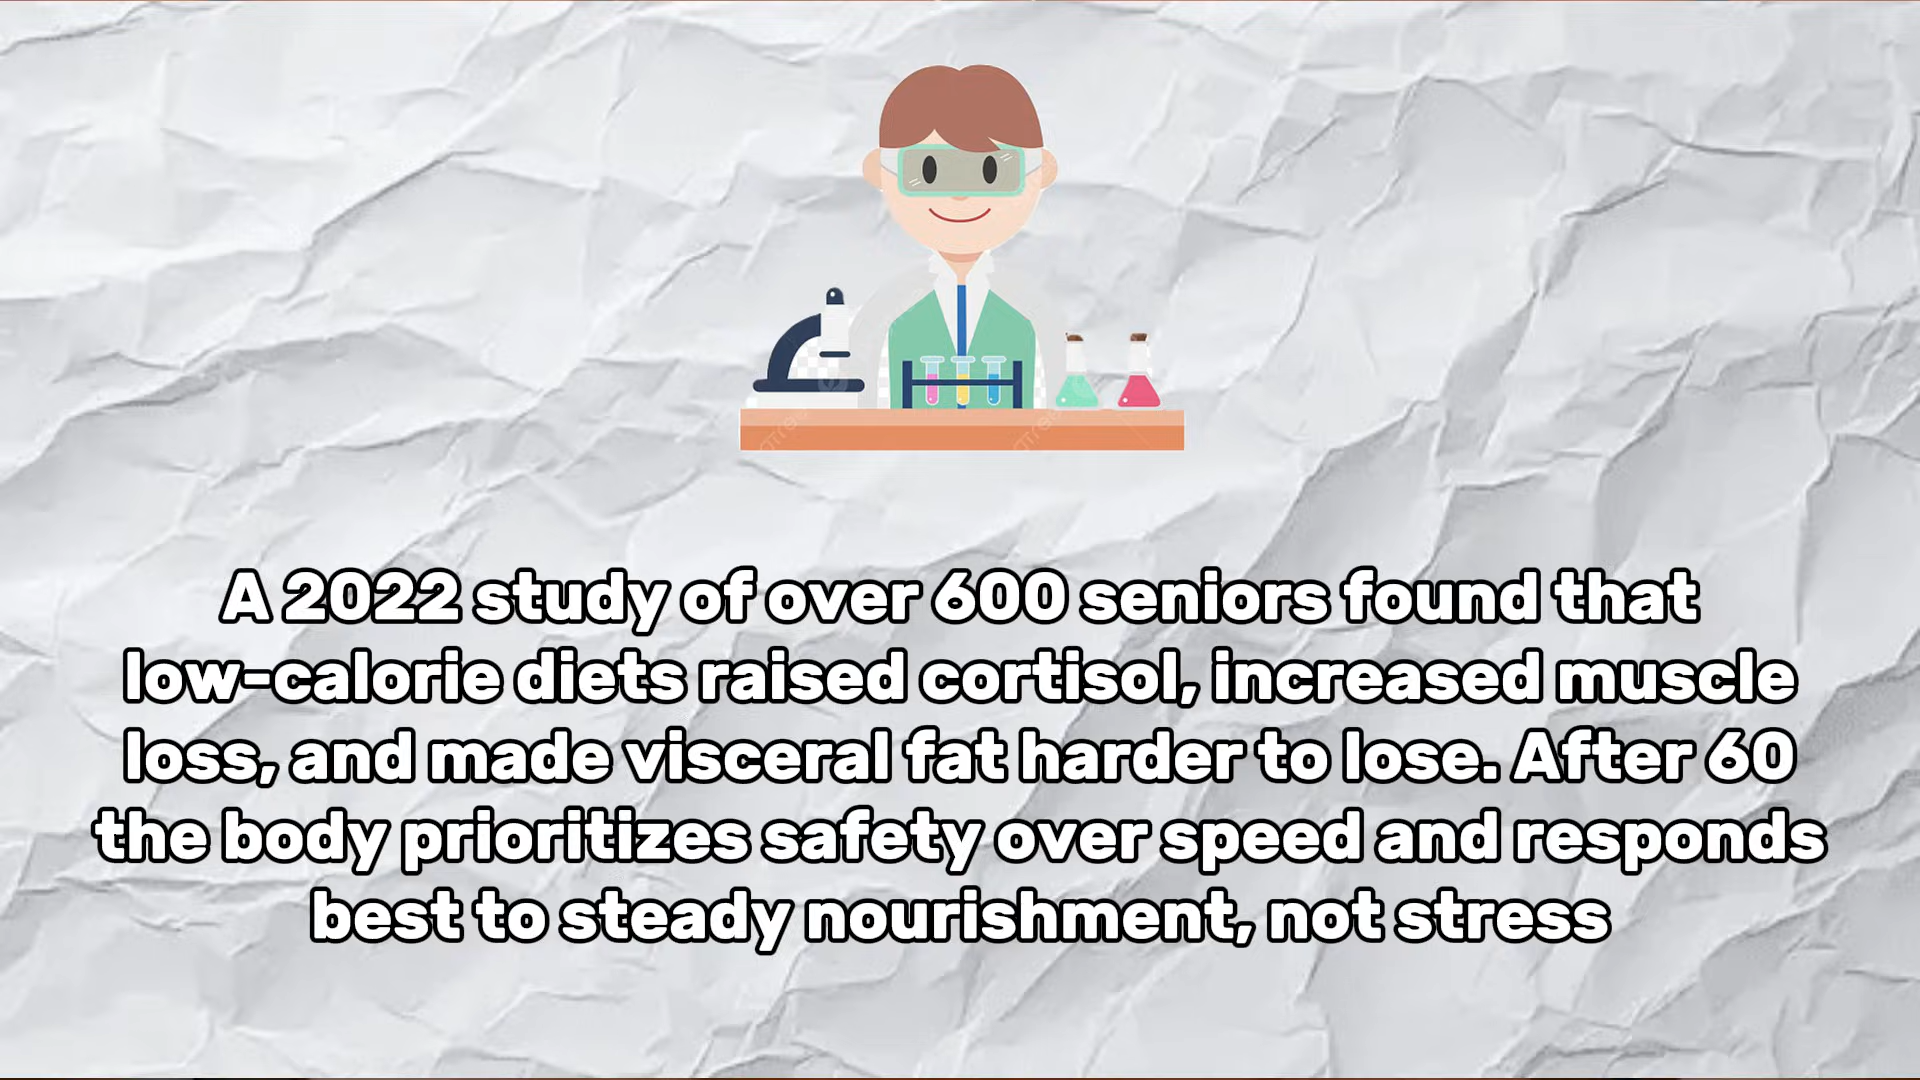 A 2022 study of over 600 seniors found that
low-calorie diets raised cortisol, increased muscle
loss, and made visceral fat harder to lose. After 60
the body prioritizes safety over speed and responds
best to steady nourishment, not stress